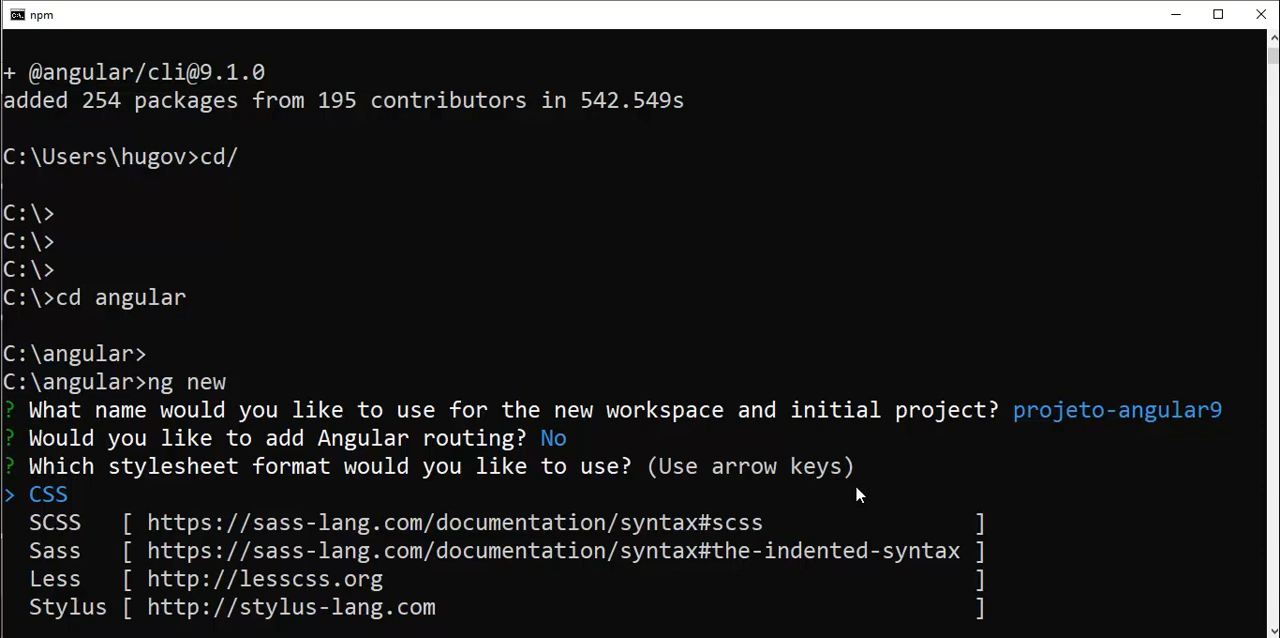 npm
+ @angular/cli@9.1.0
added 254 packages from 195 contributors in 542.549s
C:\Users\hugov>cd/
C:\>
C:\>
C:\>
C:\>cd angular
C:\angular>
C:\angular>ng new
? What name would you like to use for the new workspace and initial project? projeto-angular9
? Would you like to add Angular routing? No
? Which stylesheet format would you like to use? (Use arrow keys)
> CSS
SCSS   [ https://sass-lang.com/documentation/syntax#scss                ]
Sass   [ https://sass-lang.com/documentation/syntax#the-indented-syntax ]
Less   [ http://lesscss.org                                             ]
Stylus [ http://stylus-lang.com                                         ]